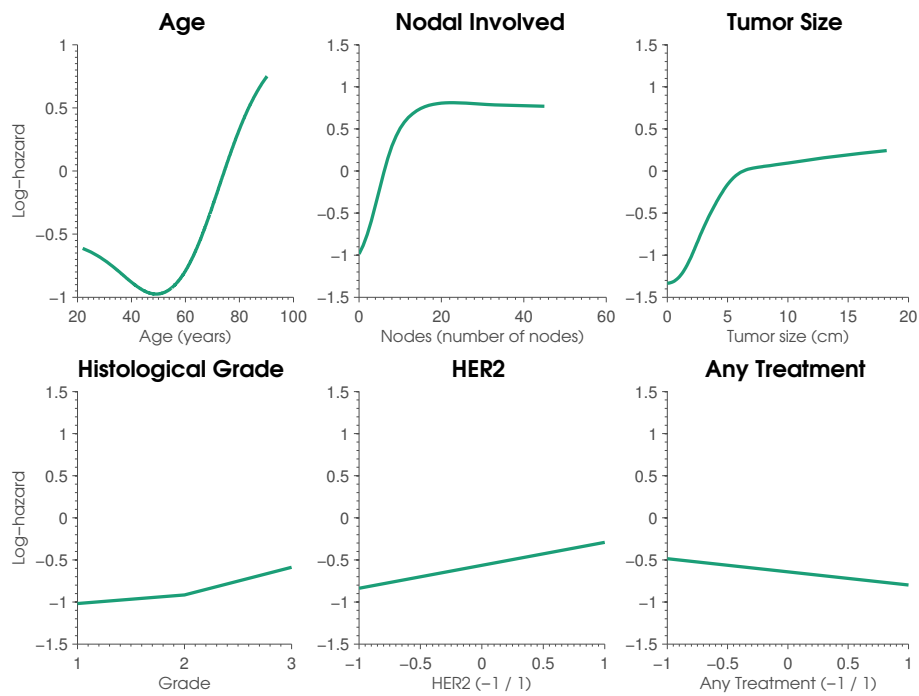 Age
Nodal Involved
Tumor Size
Log-hazard
1
0.5
0
−0.5
−1
20 40 60 80 100
Age (years)
1.5
1
0.5
0
−0.5
−1
−1.5
0 20 40 60
Nodes (number of nodes)
1.5
1
0.5
0
−0.5
−1
−1.5
0 5 10 15 20
Tumor size (cm)
Histological Grade
HER2
Any Treatment
Log-hazard
1.5
1
0.5
0
−0.5
−1
−1.5
1 2 3
Grade
1.5
1
0.5
0
−0.5
−1
−1.5
−1 −0.5 0 0.5 1
HER2 (−1 / 1)
1.5
1
0.5
0
−0.5
−1
−1.5
−1 −0.5 0 0.5 1
Any Treatment (−1 / 1)